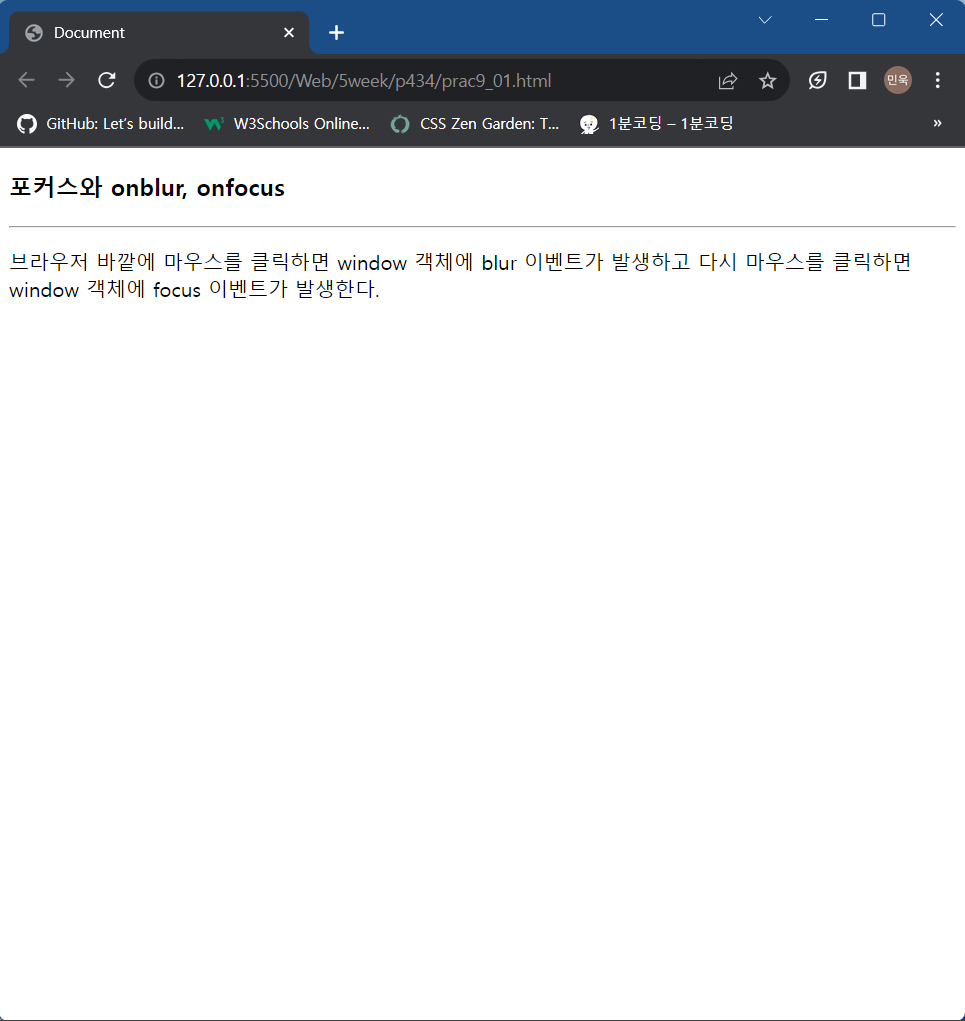 Document
127.0.0.1:5500/Web/5week/p434/prac9_01.html
민욱
GitHub: Let's build... W3Schools Online... CSS Zen Garden: T... 1분코딩 – 1분코딩 »
포커스와 onblur, onfocus
브라우저 바깥에 마우스를 클릭하면 window 객체에 blur 이벤트가 발생하고 다시 마우스를 클릭하면
window 객체에 focus 이벤트가 발생한다.